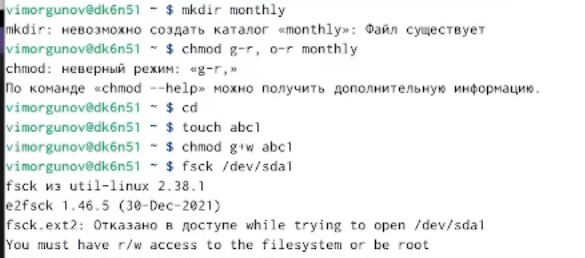 vimorgunov@dk6n51 ~ $ mkdir monthly
mkdir: невозможно создать каталог «monthly»: Файл существует
vimorgunov@dk6n51 ~ $ chmod g-r, o-r monthly
chmod: неверный режим: «g-r,»
По команде «chmod --help» можно получить дополнительную информацию.
vimorgunov@dk6n51 ~ $ cd
vimorgunov@dk6n51 ~ $ touch abc1
vimorgunov@dk6n51 ~ $ chmod g+w abc1
vimorgunov@dk6n51 ~ $ fsck /dev/sda1
fsck из util-linux 2.38.1
e2fsck 1.46.5 (30-Dec-2021)
fsck.ext2: Отказано в доступе while trying to open /dev/sda1
You must have r/w access to the filesystem or be root